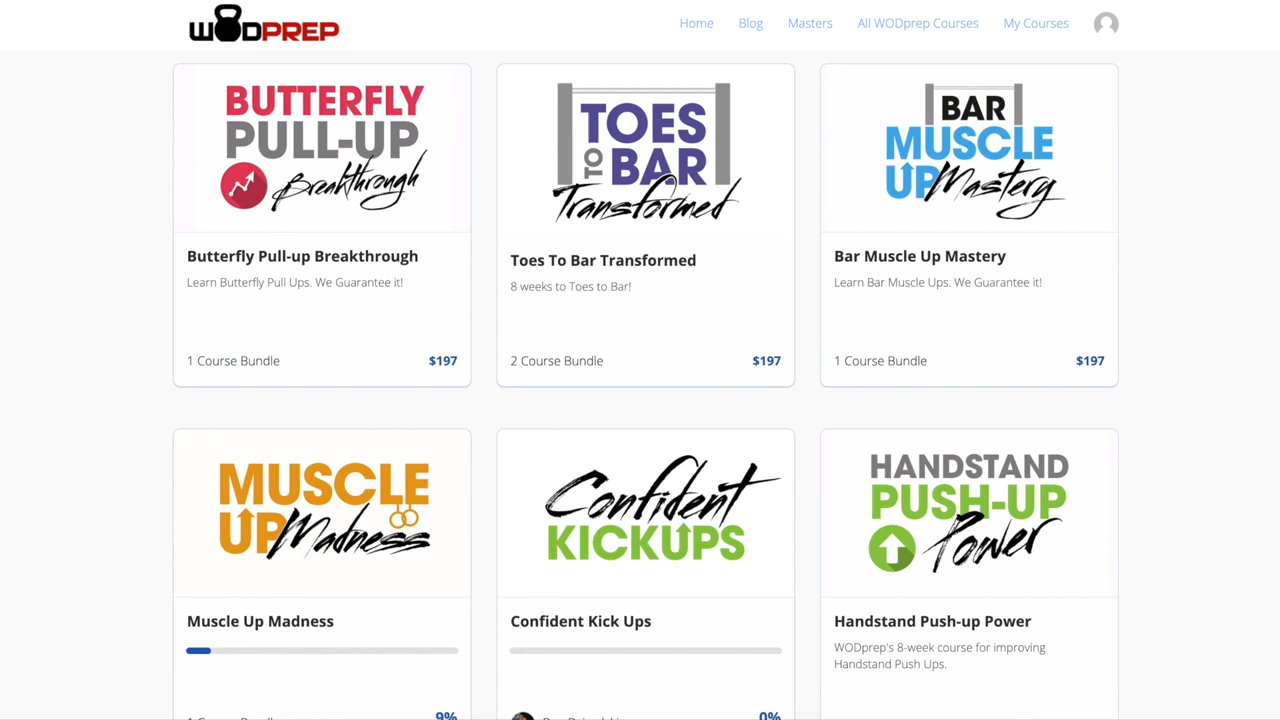 WODPREP
Home Blog Masters All WODprep Courses My Courses
BUTTERFLY
PULL-UP
Breakthrough
TOES
TO BAR
Transformed
BAR
MUSCLE
UP Mastery
Butterfly Pull-up Breakthrough
Learn Butterfly Pull Ups. We Guarantee it!
1 Course Bundle $197
Toes To Bar Transformed
8 weeks to Toes to Bar!
2 Course Bundle $197
Bar Muscle Up Mastery
Learn Bar Muscle Ups. We Guarantee it!
1 Course Bundle $197
MUSCLE
UP Madness
Confident
KICKUPS
HANDSTAND
PUSH-UP
Power
Muscle Up Madness
9%
Confident Kick Ups
0%
Handstand Push-up Power
WODprep's 8-week course for improving
Handstand Push Ups.